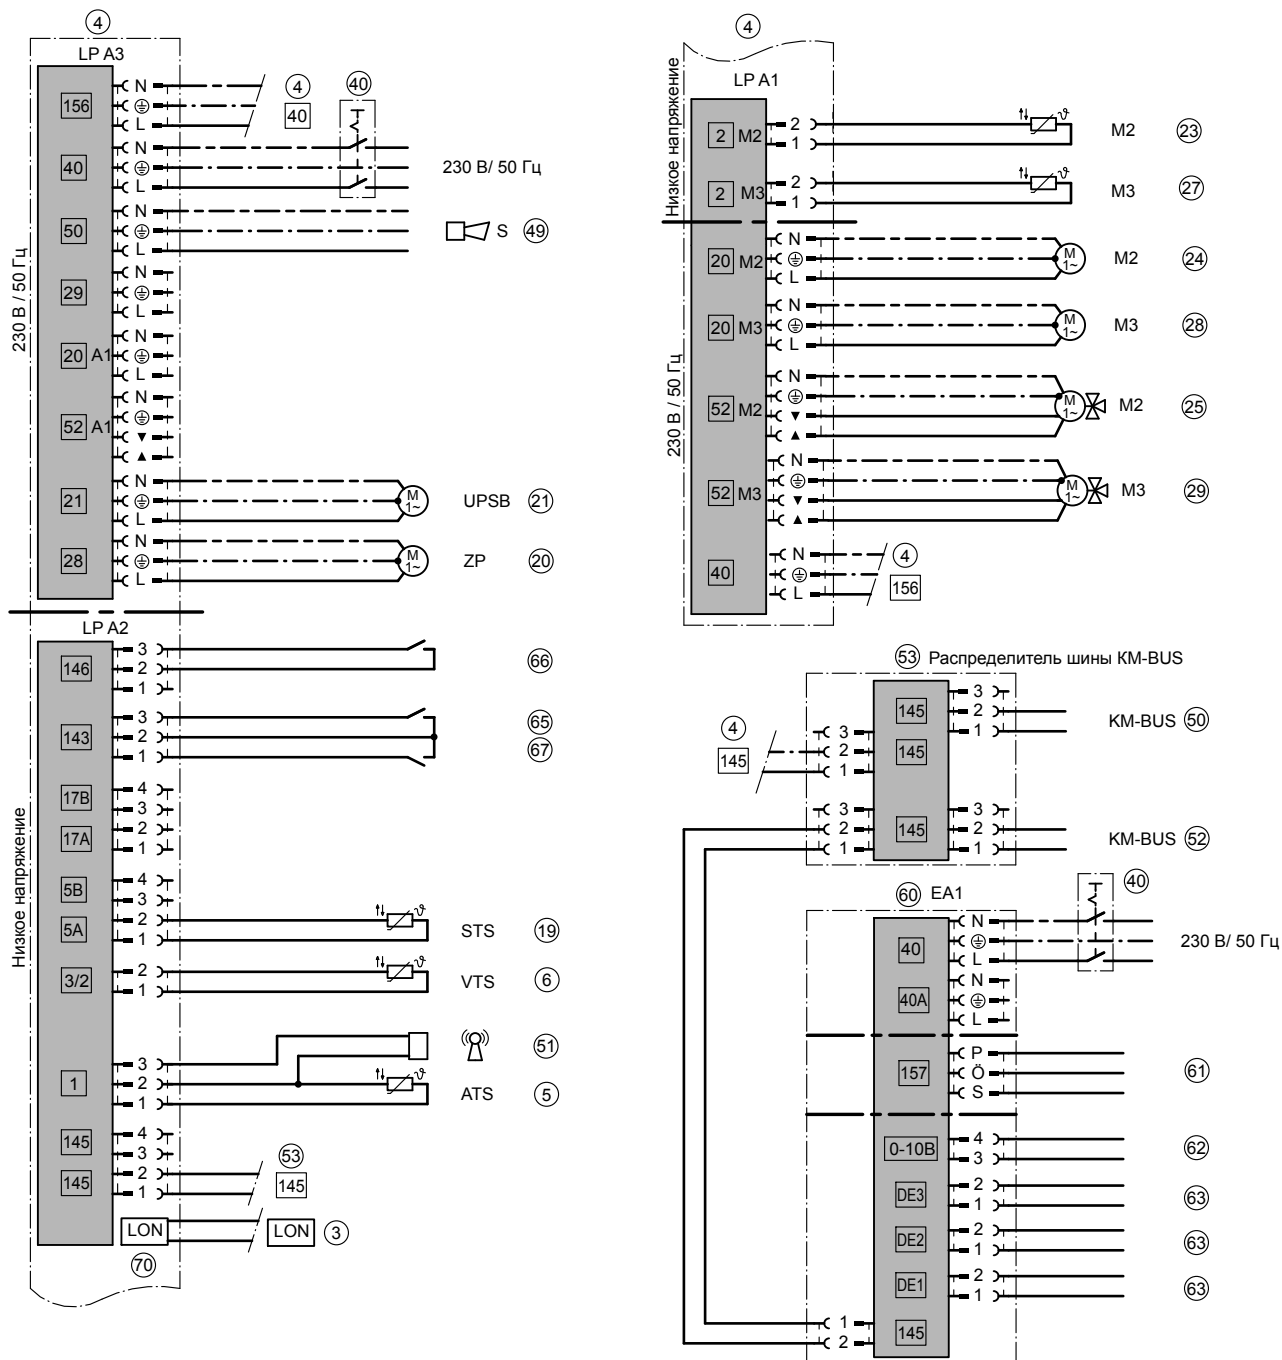 4
LP A3
230 В / 50 Гц
156 N
L
4
40
40
40 N
L
230 В/ 50 Гц
50 N
L
S 49
29 N
L
20 A1 N
L
52 A1 N
▼
▲
21 N
L
M
1~
UPSB 21
28 N
L
M
1~
ZP 20
LP A2
Низкое напряжение
146 3
2
1
66
143 3
2
1
65
67
17B 4
3
17A 2
1
5B 4
3
5A 2
1
ϑ
STS 19
3/2 2
1
ϑ
VTS 6
51
1 3
2
1
ϑ
ATS 5
145 4
3
145 2
1
53
145
LON LON 3
70
4
LP A1
Низкое напряжение
2 M2 2
1
ϑ
M2 23
2 M3 2
1
ϑ
M3 27
230 В / 50 Гц
20 M2 N
L
M
1~
M2 24
20 M3 N
L
M
1~
M3 28
52 M2 N
▼
▲
M
1~
M2 25
52 M3 N
▼
▲
M
1~
M3 29
40 N
L
4
156
53 Распределитель шины KM-BUS
145 3
2
1
KM-BUS 50
4
145
3
2
1
145
3
2
1
145
3
2
1
KM-BUS 52
60 EA1
40
40 N
L
230 В/ 50 Гц
40A N
L
157 P
Ö
S
61
0-10В 4
3
62
DE3 2
1
63
DE2 2
1
63
DE1 2
1
63
1
2
145